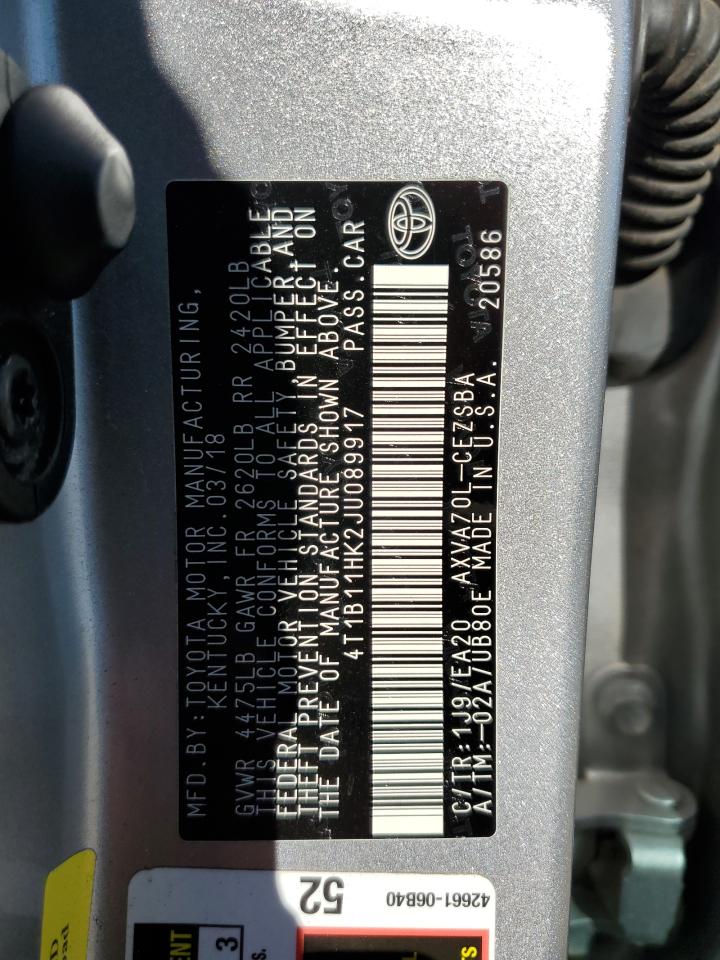 MFD.BY:TOYOTA MOTOR MANUFACTURING,
KENTUCKY,INC.03/18
GVWR 4475LB GAWR FR 2620LB RR 2420LB
THIS VEHICLE CONFORMS TO ALL APPLICABLE
FEDERAL MOTOR VEHICLE SAFETY,BUMPER,AND
THEFT PREVENTION STANDARDS IN EFFECT ON
THE DATE OF MANUFACTURE SHOWN ABOVE.
4T1B11HK2JU089917 PASS.CAR
C/TR:1J9/EA20 AXVA70L-CEZSBA
A/TM:-02A/UB80E MADE IN U.S.A. 20586
TOYOTA
52
42661-06B40
3